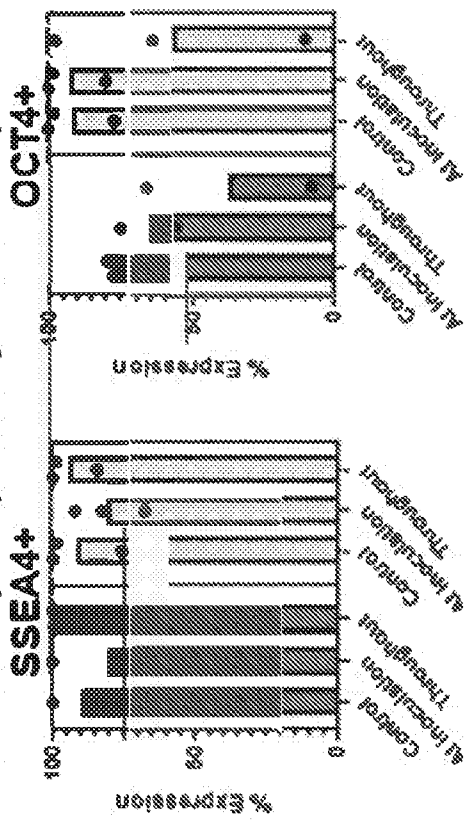 SSEA4+
% Expression
100
50
0
Control
At inoculation
Throughout
Control
At inoculation
Throughout
OCT4+
% Expression
100
50
0
Control
At inoculation
Throughout
Control
At inoculation
Throughout